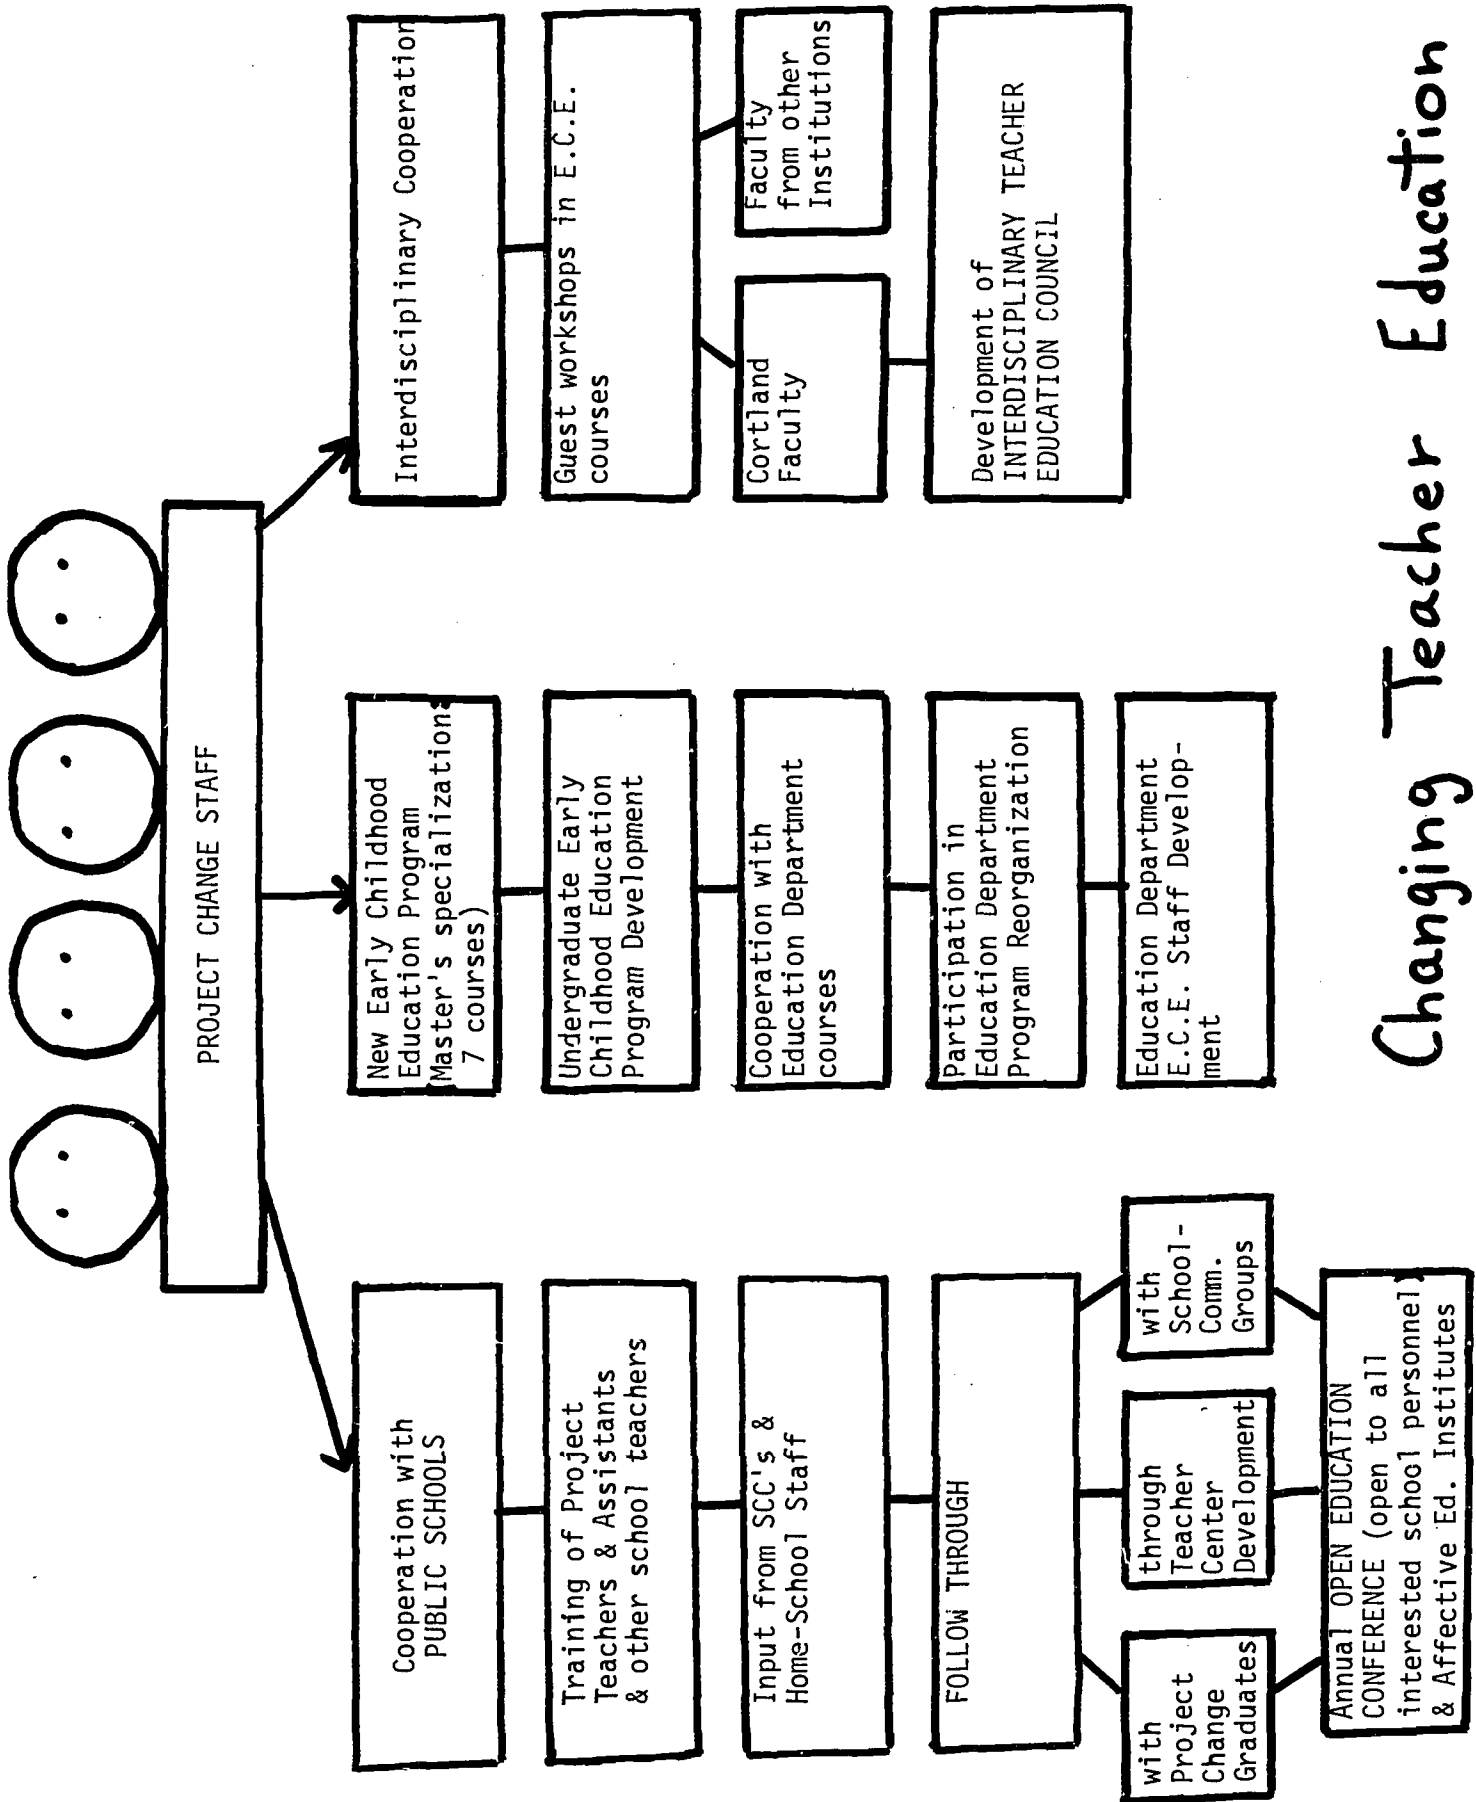 PROJECT CHANGE STAFF
Cooperation with
PUBLIC SCHOOLS
Training of Project
Teachers & Assistants
& other school teachers
Input from SCC's &
Home-School Staff
FOLLOW THROUGH
with
Project
Change
Graduates
through
Teacher
Center
Development
with
School-
Comm.
Groups
Annual OPEN EDUCATION
CONFERENCE (open to all
interested school personnel)
& Affective Ed. Institutes
New Early Childhood
Education Program
(Master's specialization:
7 courses)
Undergraduate Early
Childhood Education
Program Development
Cooperation with
Education Department
courses
Participation in
Education Department
Program Reorganization
Education Department
E.C.E. Staff Develop-
ment
Interdisciplinary Cooperation
Guest workshops in E.C.E.
courses
Cortland
Faculty
Faculty
from other
Institutions
Development of
INTERDISCIPLINARY TEACHER
EDUCATION COUNCIL
Changing Teacher Education